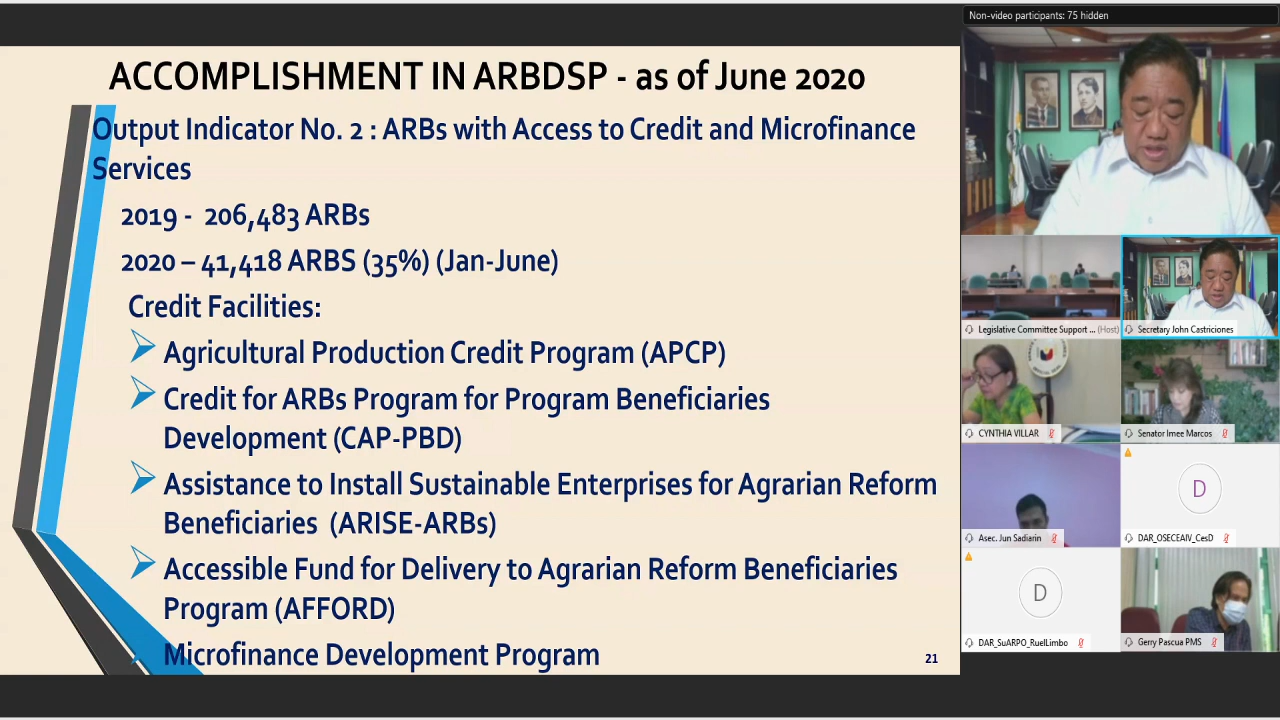 Non-video participants: 75 hidden
ACCOMPLISHMENT IN ARBDSP - as of June 2020
Output Indicator No. 2 : ARBs with Access to Credit and Microfinance
Services
2019 - 206,483 ARBs
2020 – 41,418 ARBS (35%) (Jan-June)
Credit Facilities:
Agricultural Production Credit Program (APCP)
Credit for ARBs Program for Program Beneficiaries
Development (CAP-PBD)
Assistance to Install Sustainable Enterprises for Agrarian Reform
Beneficiaries (ARISE-ARBs)
Accessible Fund for Delivery to Agrarian Reform Beneficiaries
Program (AFFORD)
Microfinance Development Program
21
Legislative Committee Support ... (Host)
Secretary John Castriciones
CYNTHIA VILLAR
Senator Imee Marcos
Asec. Jun Sadiarin
D
DAR_OSECEAIV_CesD
D
DAR_SuARPO_RuelLimbo
Gerry Pascua PMS